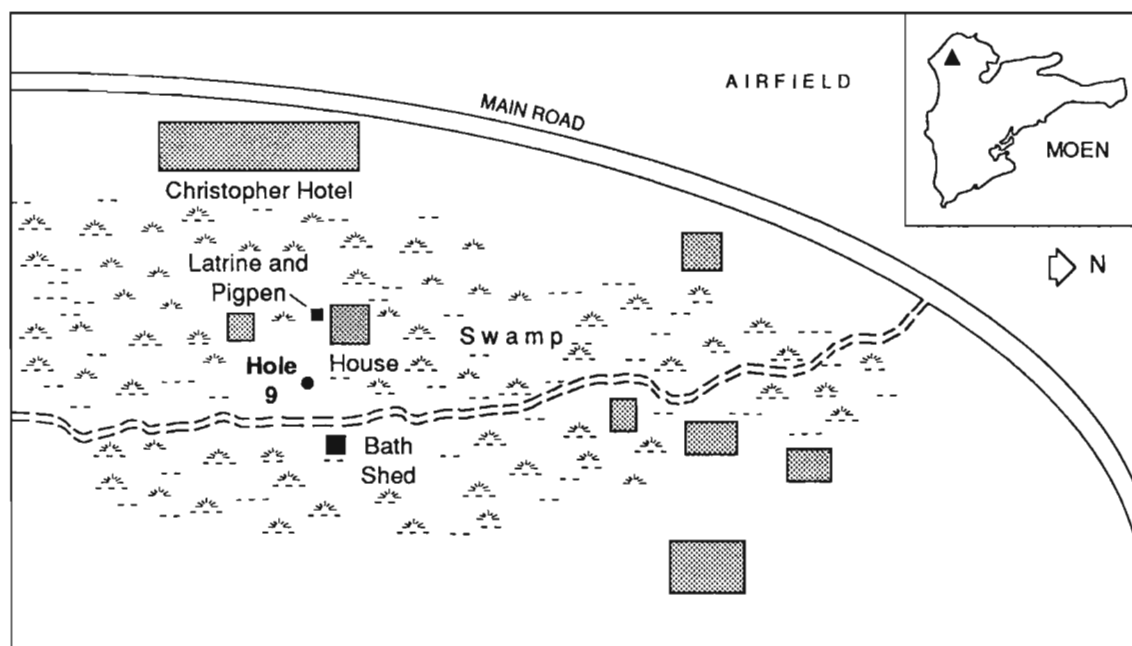 AIRFIELD
MAIN ROAD
MOEN
Christopher Hotel
N
Latrine and
Pigpen
Swamp
House
Hole
9
Bath
Shed